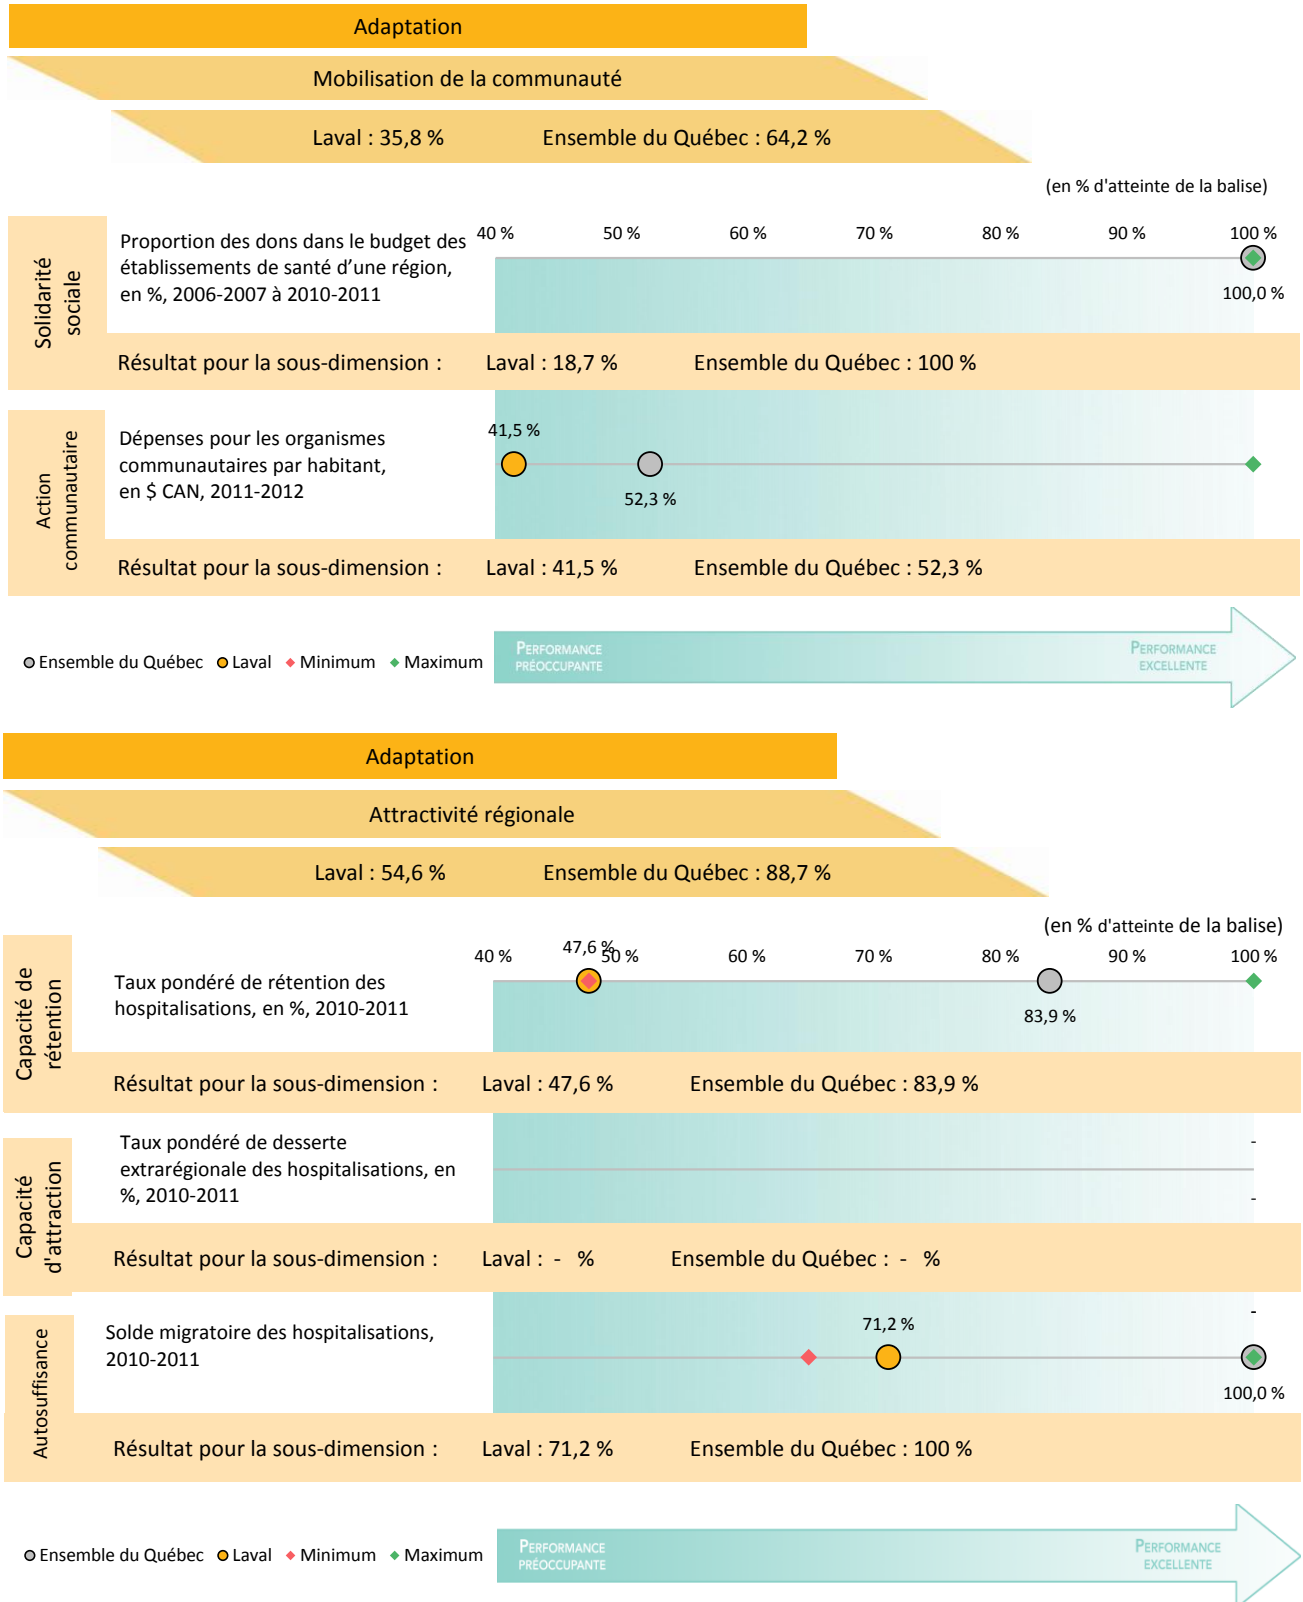 Adaptation
Mobilisation de la communauté
Laval : 35,8 % Ensemble du Québec : 64,2 %
(en % d'atteinte de la balise)
Solidarité
sociale
Proportion des dons dans le budget des
établissements de santé d’une région,
en %, 2006-2007 à 2010-2011
40 % 50 % 60 % 70 % 80 % 90 % 100 %
100,0 %
Résultat pour la sous-dimension : Laval : 18,7 % Ensemble du Québec : 100 %
Action
communautaire
Dépenses pour les organismes
communautaires par habitant,
en $ CAN, 2011-2012
41,5 %
52,3 %
Résultat pour la sous-dimension : Laval : 41,5 % Ensemble du Québec : 52,3 %
Ensemble du Québec Laval Minimum Maximum
PERFORMANCE
PRÉOCCUPANTE
PERFORMANCE
EXCELLENTE
Adaptation
Attractivité régionale
Laval : 54,6 % Ensemble du Québec : 88,7 %
(en % d'atteinte de la balise)
Capacité de
rétention
Taux pondéré de rétention des
hospitalisations, en %, 2010-2011
40 % 50 % 60 % 70 % 80 % 90 % 100 %
47,6 %
83,9 %
Résultat pour la sous-dimension : Laval : 47,6 % Ensemble du Québec : 83,9 %
Capacité
d'attraction
Taux pondéré de desserte
extrarégionale des hospitalisations, en
%, 2010-2011
-
-
Résultat pour la sous-dimension : Laval : - % Ensemble du Québec : - %
Autosuffisance
Solde migratoire des hospitalisations,
2010-2011
-
71,2 %
100,0 %
Résultat pour la sous-dimension : Laval : 71,2 % Ensemble du Québec : 100 %
Ensemble du Québec Laval Minimum Maximum
PERFORMANCE
PRÉOCCUPANTE
PERFORMANCE
EXCELLENTE